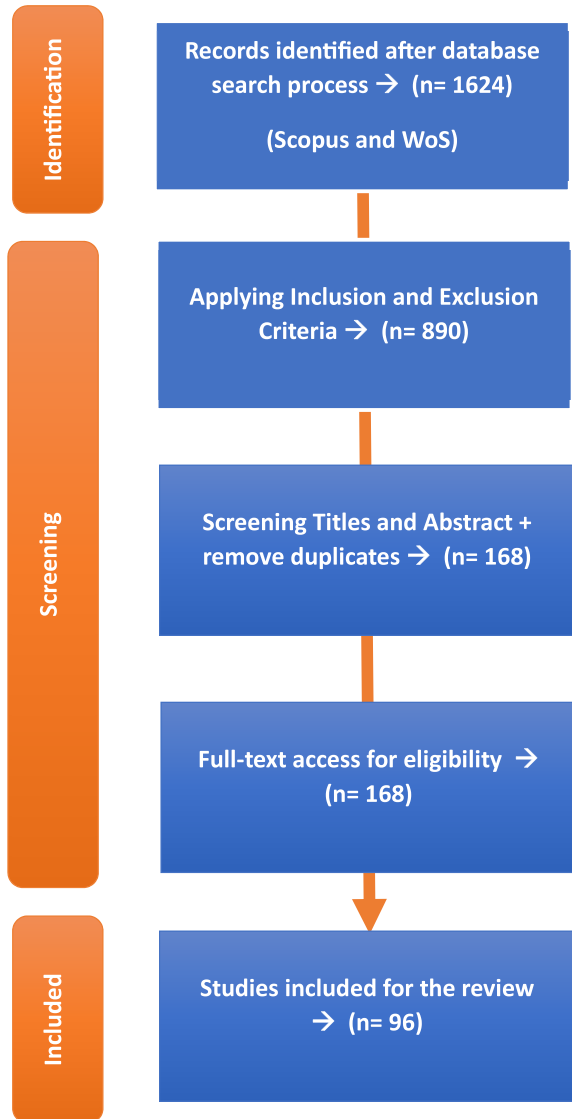 Identification
Records identified after database
search process → (n= 1624)
(Scopus and WoS)
Screening
Applying Inclusion and Exclusion
Criteria → (n= 890)
Screening Titles and Abstract +
remove duplicates → (n= 168)
Full-text access for eligibility →
(n= 168)
Included
Studies included for the review
→ (n= 96)